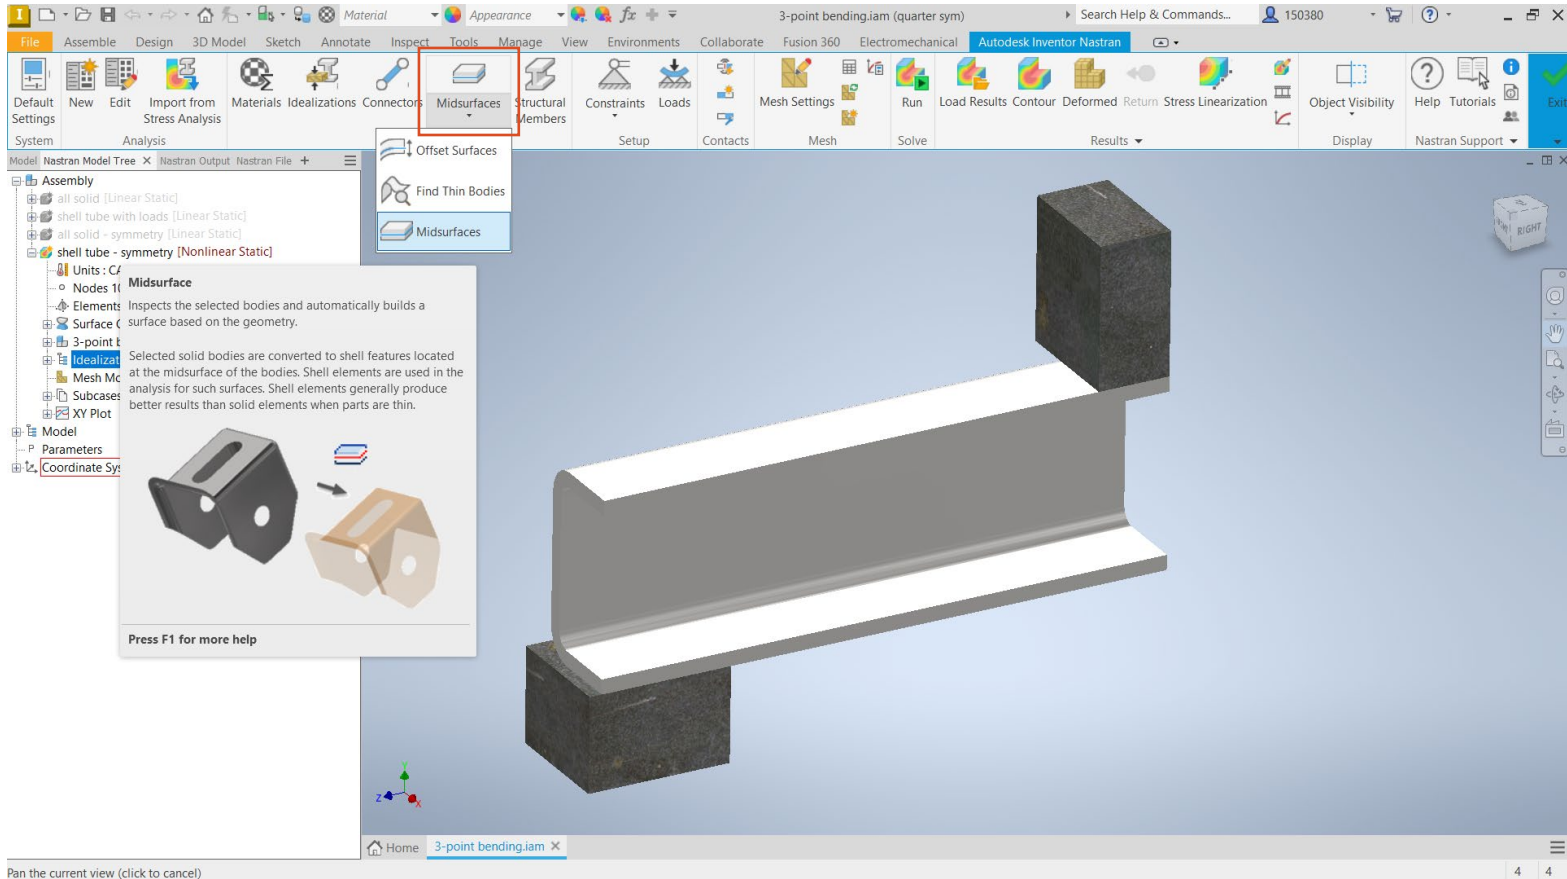 Material
Appearance
3-point bending.iam (quarter sym)
Search Help & Commands...
150380
File Assemble Design 3D Model Sketch Annotate Inspect Tools Manage View Environments Collaborate Fusion 360 Electromechanical Autodesk Inventor Nastran
Default Settings
New
Edit
Import from Stress Analysis
Materials
Idealizations
Connectors
Midsurfaces
Structural Members
Constraints
Loads
Mesh Settings
Run
Load Results
Contour
Deformed
Return
Stress Linearization
Object Visibility
Help
Tutorials
Exit
System
Analysis
Setup
Contacts
Mesh
Solve
Results
Display
Nastran Support
Offset Surfaces
Find Thin Bodies
Midsurfaces
Model Nastran Model Tree Nastran Output Nastran File
Assembly
all solid [Linear Static]
shell tube with loads [Linear Static]
all solid - symmetry [Linear Static]
shell tube - symmetry [Nonlinear Static]
Units : CA
Nodes 10
Elements
Surface C
3-point b
Idealizat
Mesh Mo
Subcases
XY Plot
Model
P Parameters
Coordinate Sys
Midsurface
Inspects the selected bodies and automatically builds a
surface based on the geometry.
Selected solid bodies are converted to shell features located
at the midsurface of the bodies. Shell elements are used in the
analysis for such surfaces. Shell elements generally produce
better results than solid elements when parts are thin.
Press F1 for more help
RIGHT
Y
Z
X
Home 3-point bending.iam
Pan the current view (click to cancel)
4 4